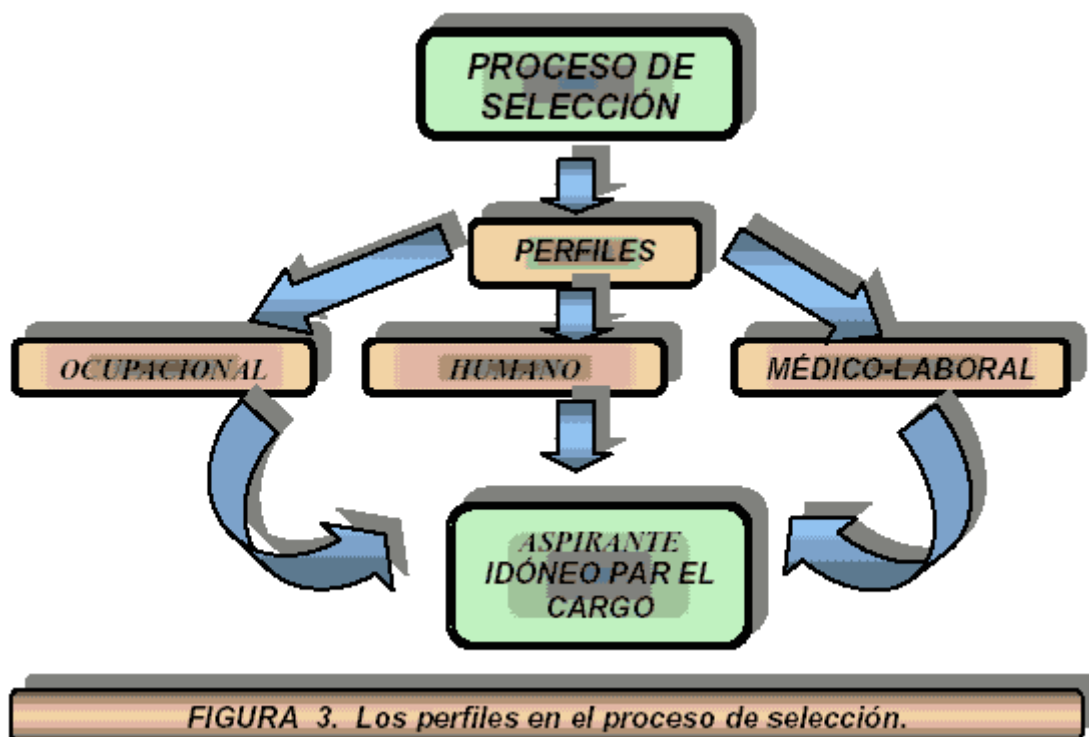 PROCESO DE
SELECCIÓN
PERFILES
OCUPACIONAL
HUMANO
MÉDICO-LABORAL
ASPIRANTE
IDÓNEO PAR EL
CARGO
FIGURA 3. Los perfiles en el proceso de selección.